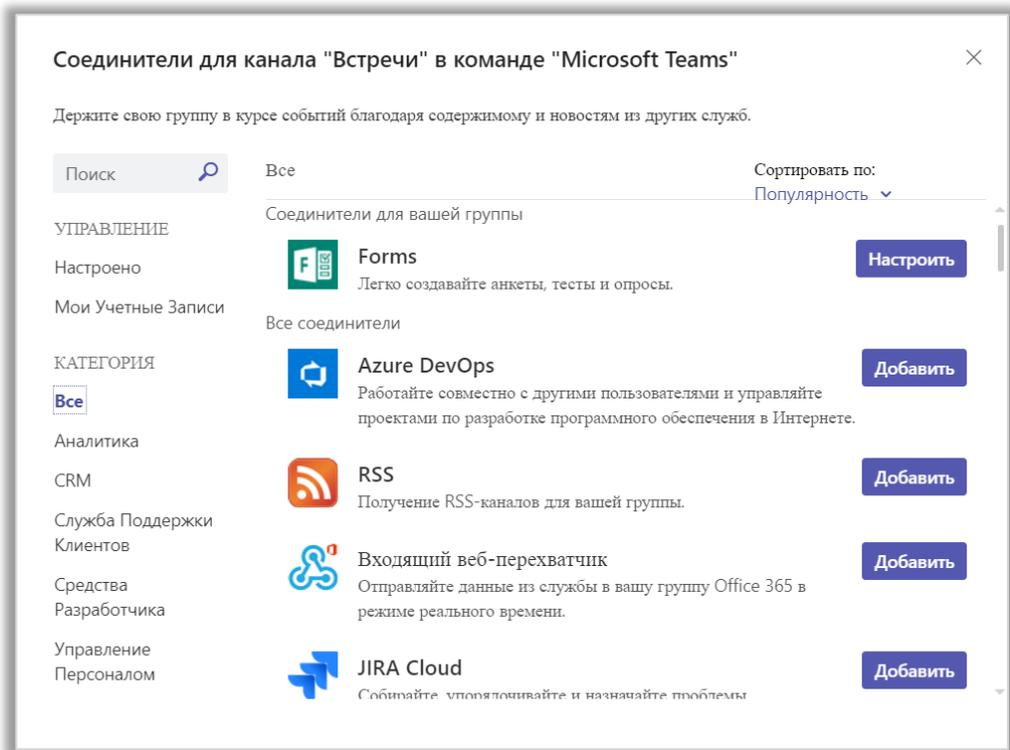 Соединители для канала "Встречи" в команде "Microsoft Teams"
Держите свою группу в курсе событий благодаря содержимому и новостям из других служб.
Поиск
УПРАВЛЕНИЕ
Настроено
Мои Учетные Записи
КАТЕГОРИЯ
Все
Аналитика
CRM
Служба Поддержки
Клиентов
Средства
Разработчика
Управление
Персоналом
Все
Сортировать по:
Популярность
Соединители для вашей группы
Forms
Легко создавайте анкеты, тесты и опросы.
Настроить
Все соединители
Azure DevOps
Работайте совместно с другими пользователями и управляйте
проектами по разработке программного обеспечения в Интернете.
Добавить
RSS
Получение RSS-каналов для вашей группы.
Добавить
Входящий веб-перехватчик
Отправляйте данные из службы в вашу группу Office 365 в
режиме реального времени.
Добавить
JIRA Cloud
Собирайте, упорядочивайте и назначайте проблемы
Добавить